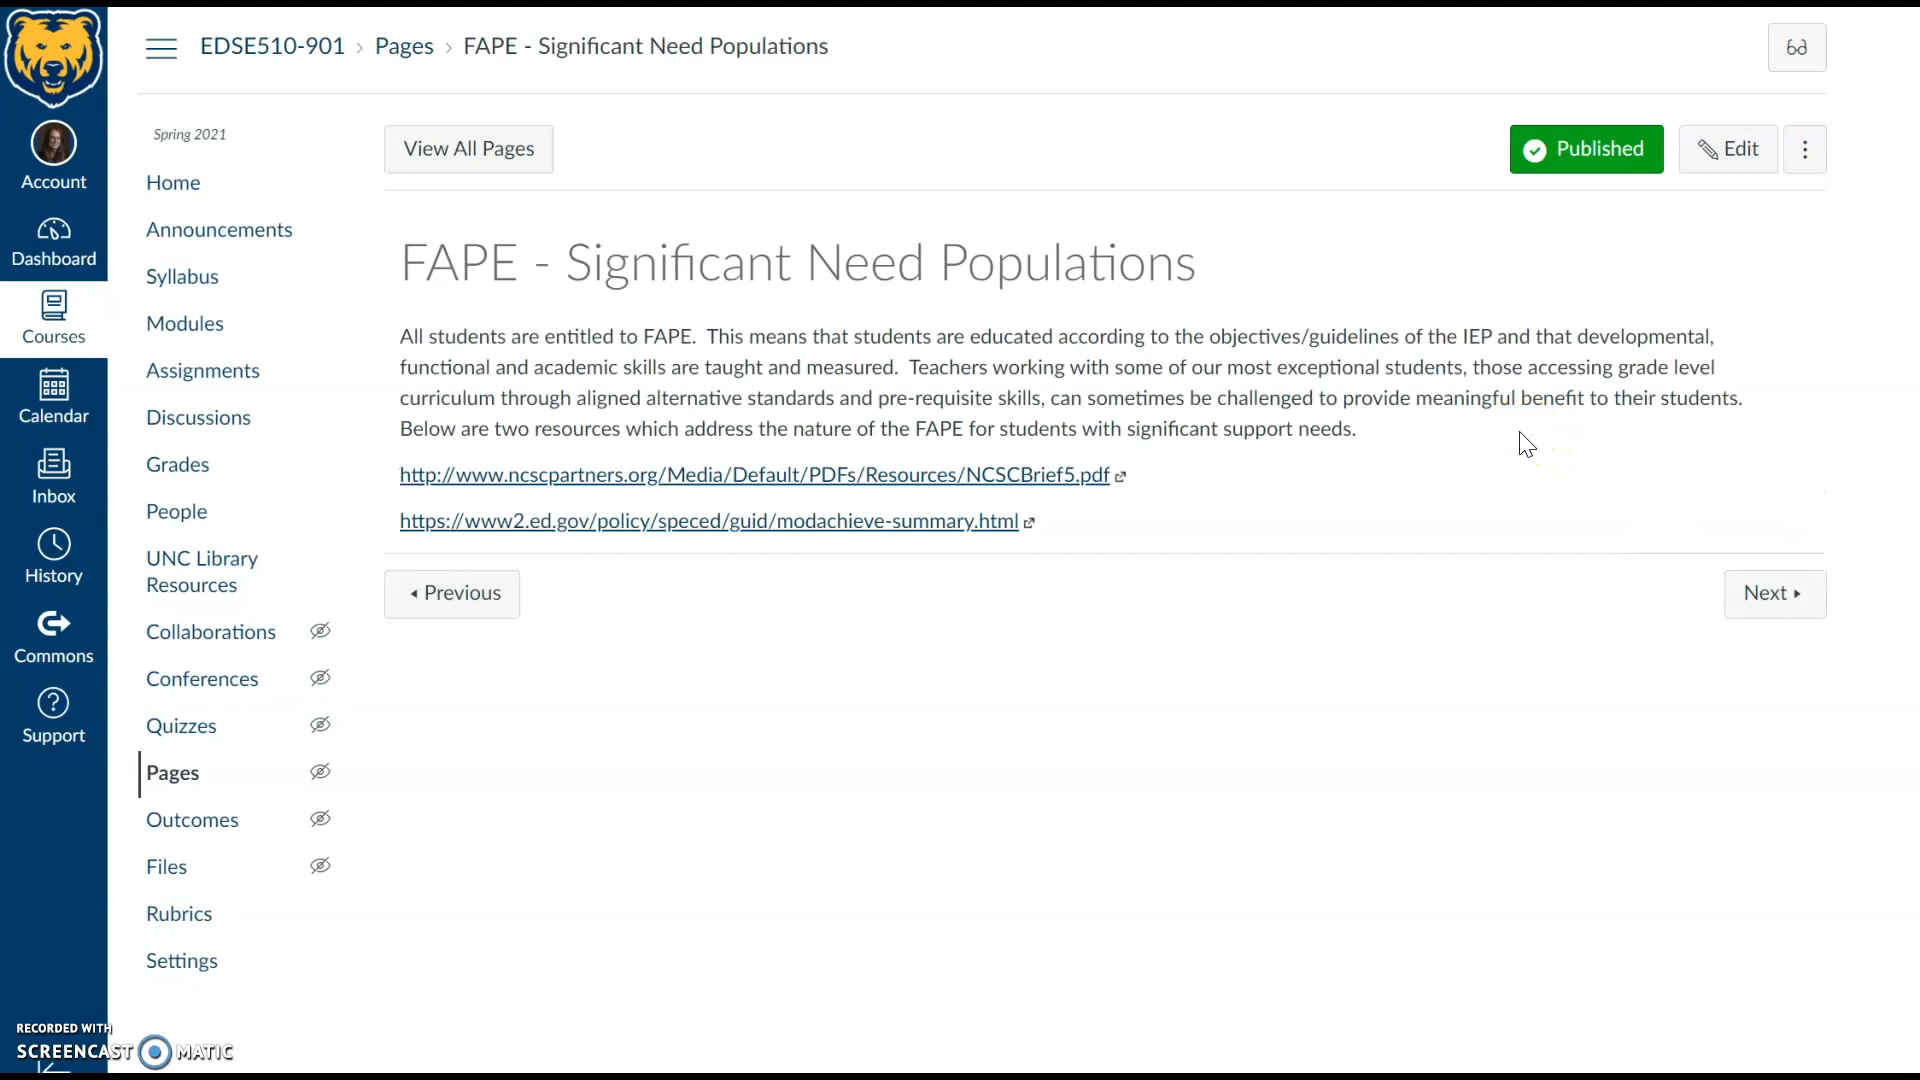 EDSE510-901 › Pages › FAPE - Significant Need Populations
Account
Dashboard
Courses
Calendar
Inbox
History
Commons
Support
Spring 2021
Home
Announcements
Syllabus
Modules
Assignments
Discussions
Grades
People
UNC Library
Resources
Collaborations
Conferences
Quizzes
Pages
Outcomes
Files
Rubrics
Settings
View All Pages
Published
Edit
FAPE - Significant Need Populations
All students are entitled to FAPE.  This means that students are educated according to the objectives/guidelines of the IEP and that developmental,
functional and academic skills are taught and measured.  Teachers working with some of our most exceptional students, those accessing grade level
curriculum through aligned alternative standards and pre-requisite skills, can sometimes be challenged to provide meaningful benefit to their students.
Below are two resources which address the nature of the FAPE for students with significant support needs.
http://www.ncscpartners.org/Media/Default/PDFs/Resources/NCSCBrief5.pdf
https://www2.ed.gov/policy/speced/guid/modachieve-summary.html
Previous
Next
RECORDED WITH
SCREENCAST MATIC